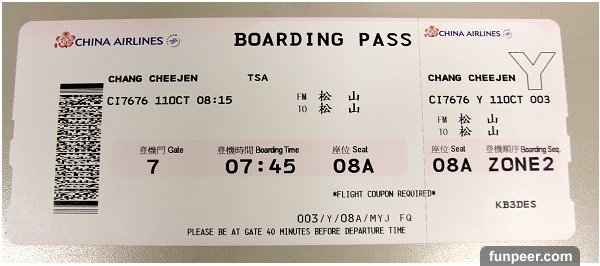 CHINA AIRLINES
BOARDING PASS
CHANG CHEEJEN TSA
CI7676 11OCT 08:15
FM 松 山
TO 松 山
登機門 Gate 登機時間 Boarding Time 座位 Seat
7 07:45 08A
*FLIGHT COUPON REQUIRED*
003/Y/08A/MYJ FQ
PLEASE BE AT GATE 40 MINUTES BEFORE DEPARTURE TIME
CHINA AIRLINES
CHANG CHEEJEN Y
CI7676 Y 11OCT 003
FM 松 山
TO 松 山
座位 Seat 登機順序 Boarding Seq.
08A ZONE2
KB3DES
funpeer.com